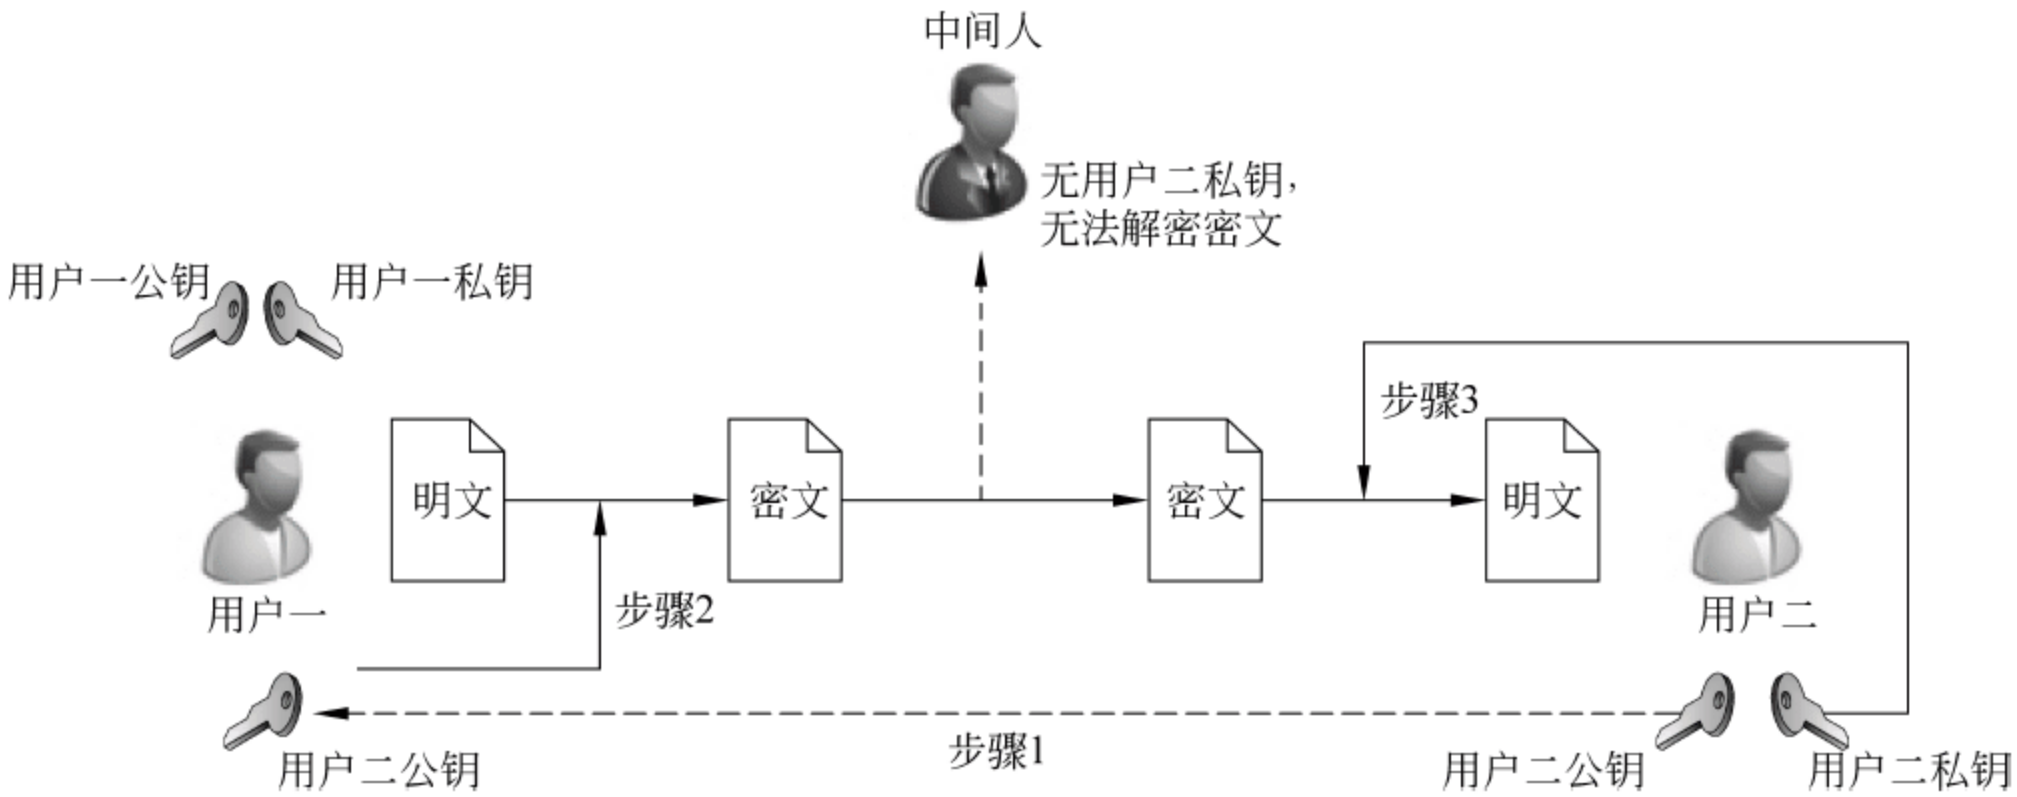 中间人
无用户二私钥，
无法解密密文
用户一公钥
用户一私钥
步骤3
明文
密文
密文
明文
用户一
步骤2
用户二
步骤1
用户二公钥
用户二公钥
用户二私钥